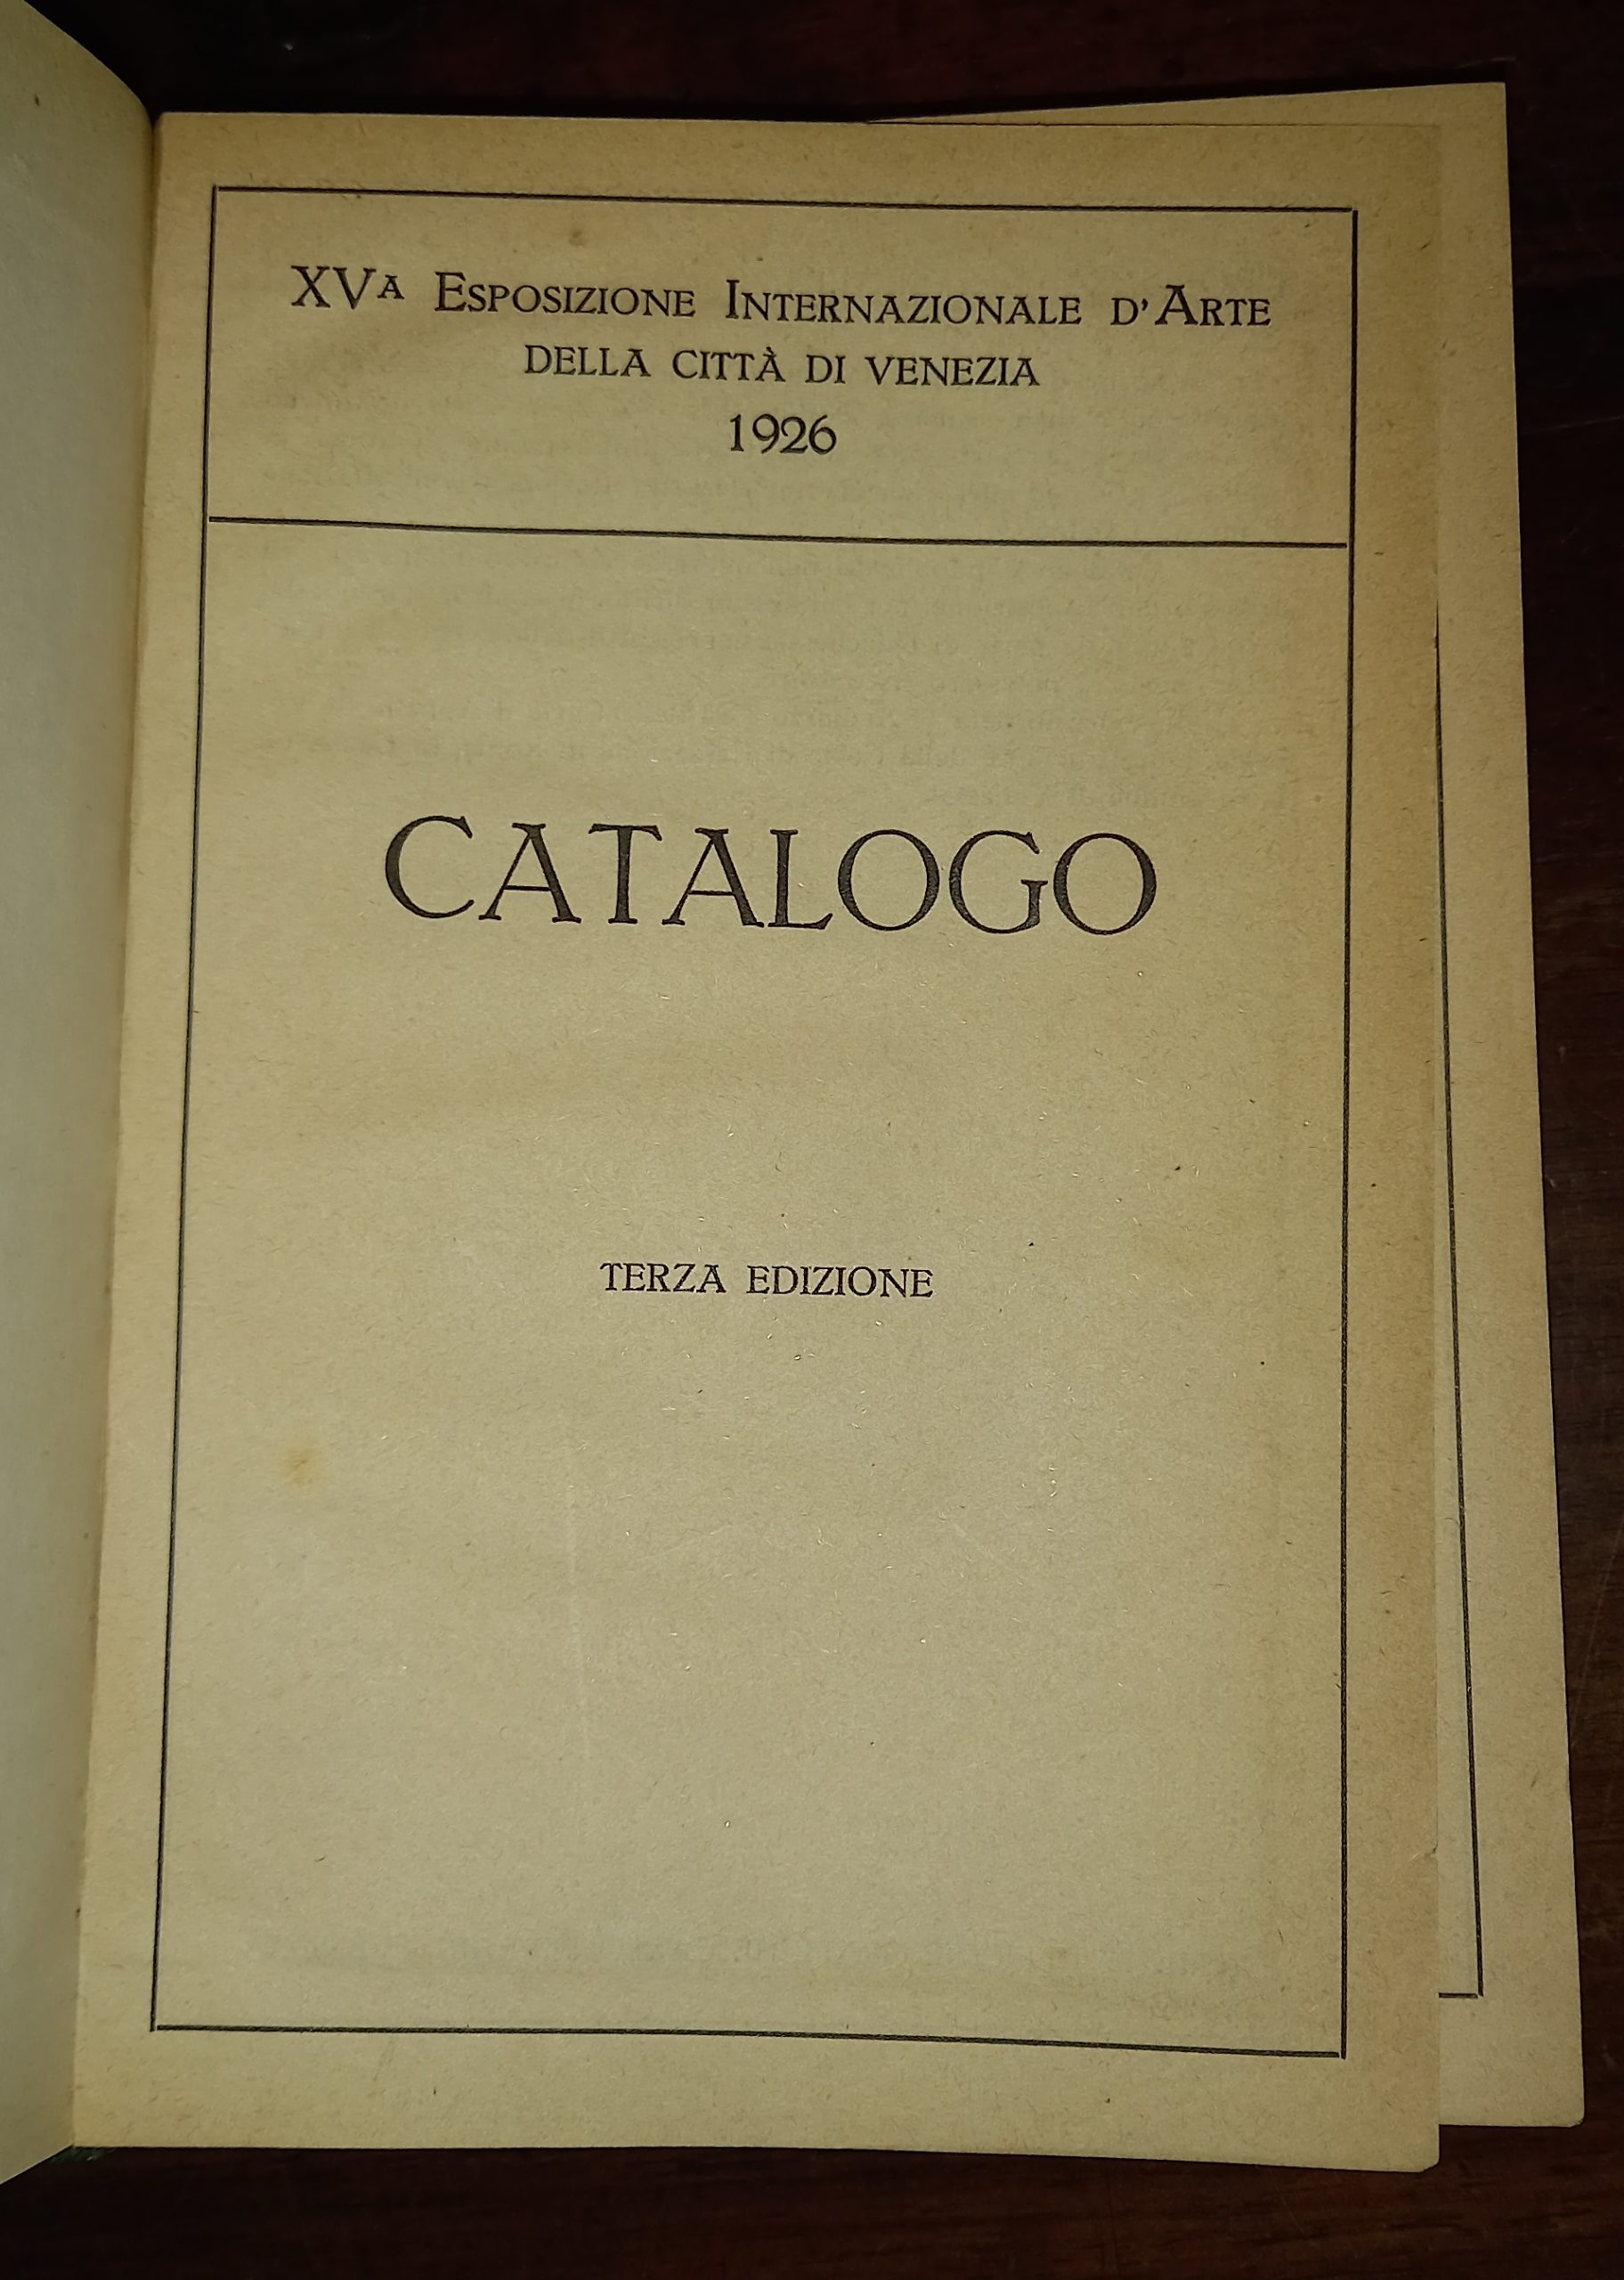 XVA ESPOSIZIONE INTERNAZIONALE D'ARTE
DELLA CITTÀ DI VENEZIA
1926
CATALOGO
TERZA EDIZIONE